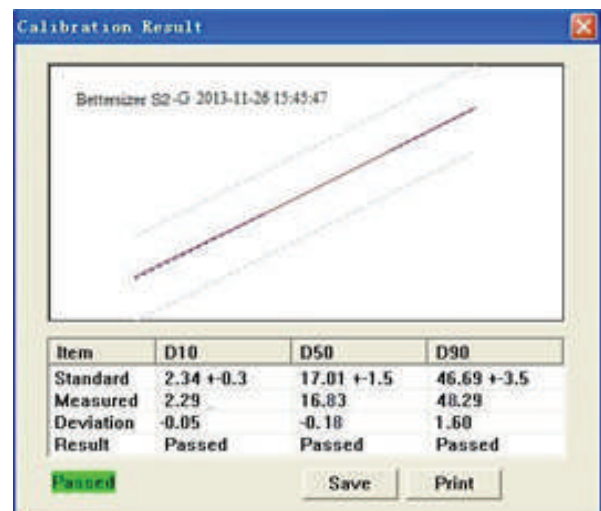 Calibration Result
Bettersizer S2-G 2013-11-26 15:45:47
Item D10 D50 D90
Standard 2.34 +-0.3 17.01 +-1.5 46.69 +-3.5
Measured 2.29 16.83 48.29
Deviation -0.05 -0.18 1.60
Result Passed Passed Passed
Passed Save Print